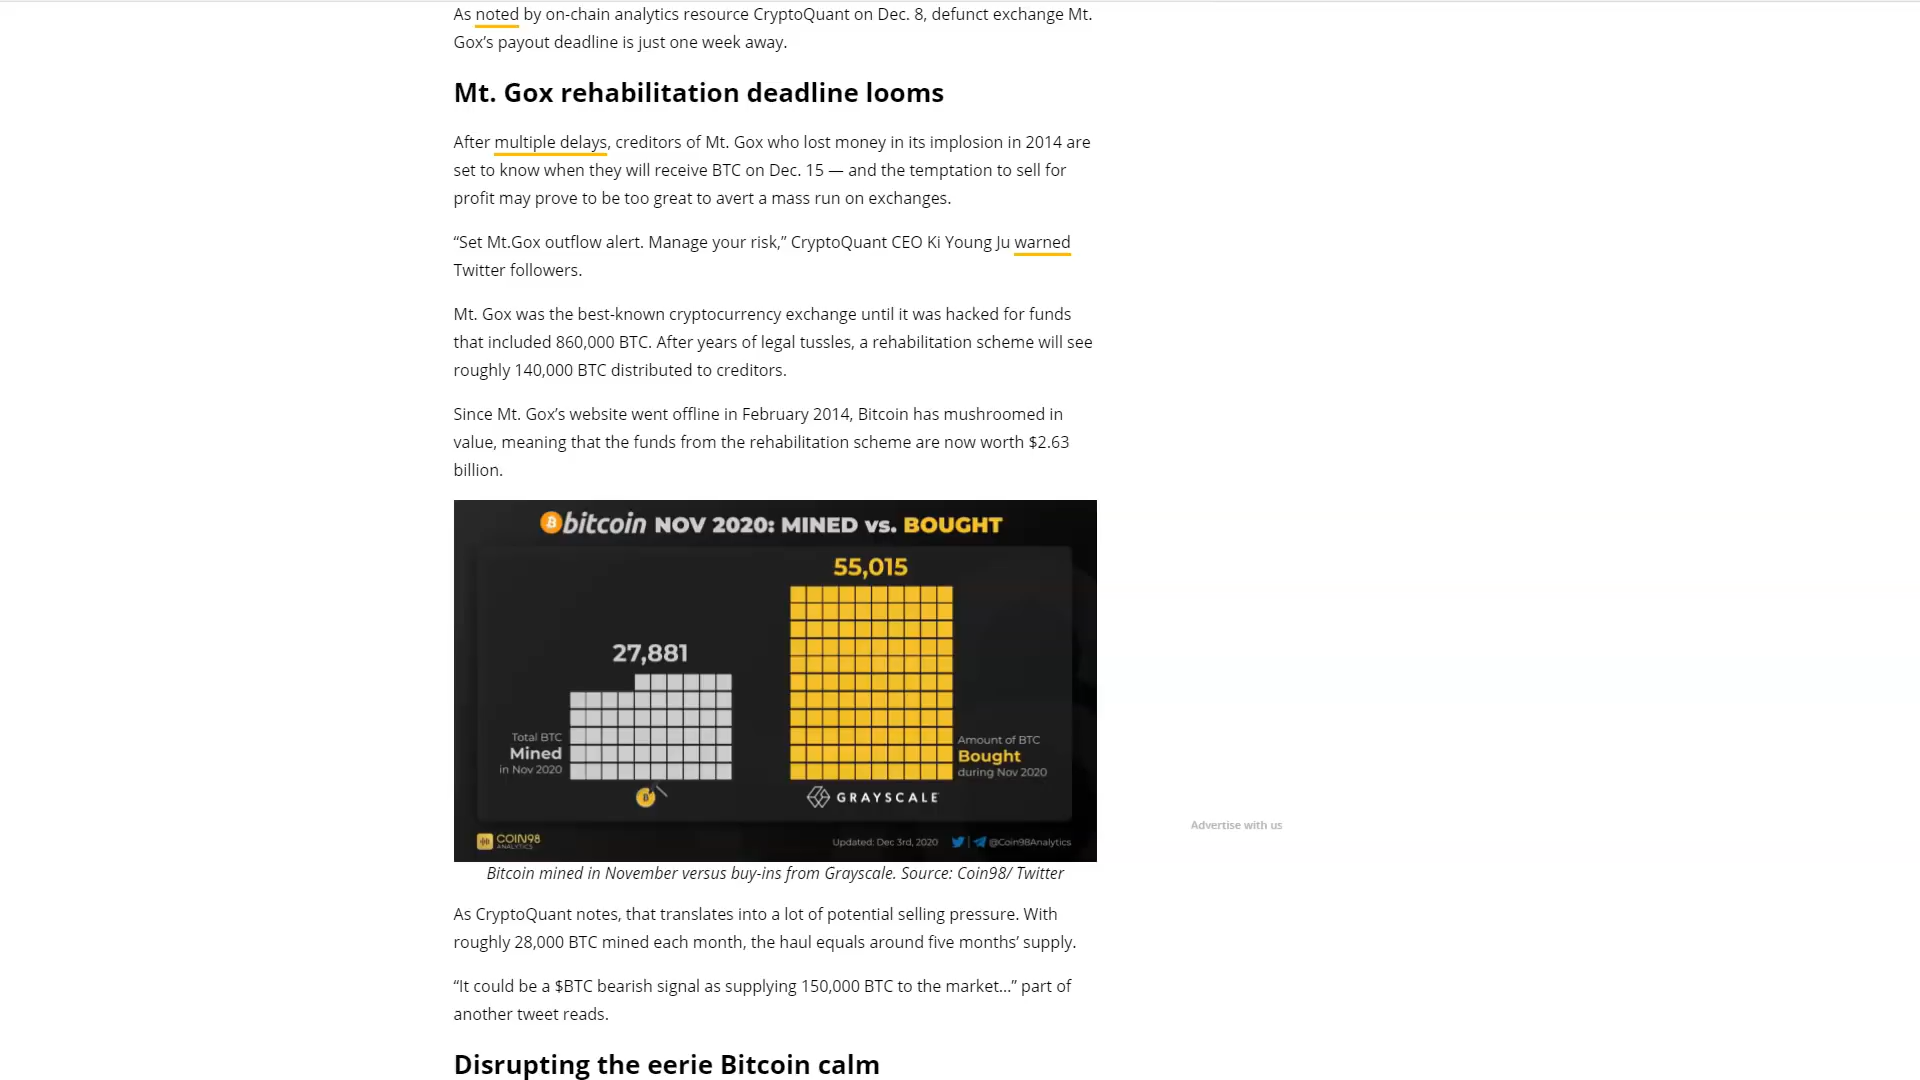 As noted by on-chain analytics resource CryptoQuant on Dec. 8, defunct exchange Mt.
Gox’s payout deadline is just one week away.
Mt. Gox rehabilitation deadline looms
After multiple delays, creditors of Mt. Gox who lost money in its implosion in 2014 are
set to know when they will receive BTC on Dec. 15 — and the temptation to sell for
profit may prove to be too great to avert a mass run on exchanges.
“Set Mt.Gox outflow alert. Manage your risk,” CryptoQuant CEO Ki Young Ju warned
Twitter followers.
Mt. Gox was the best-known cryptocurrency exchange until it was hacked for funds
that included 860,000 BTC. After years of legal tussles, a rehabilitation scheme will see
roughly 140,000 BTC distributed to creditors.
Since Mt. Gox’s website went offline in February 2014, Bitcoin has mushroomed in
value, meaning that the funds from the rehabilitation scheme are now worth $2.63
billion.
bitcoin NOV 2020: MINED vs. BOUGHT
55,015
27,881
Total BTC
Mined
in Nov 2020
Amount of BTC
Bought
during Nov 2020
GRAYSCALE
COIN98
ANALYTICS
Updated: Dec 3rd, 2020
@Coin98Analytics
Advertise with us
Bitcoin mined in November versus buy-ins from Grayscale. Source: Coin98/ Twitter
As CryptoQuant notes, that translates into a lot of potential selling pressure. With
roughly 28,000 BTC mined each month, the haul equals around five months’ supply.
“It could be a $BTC bearish signal as supplying 150,000 BTC to the market...” part of
another tweet reads.
Disrupting the eerie Bitcoin calm